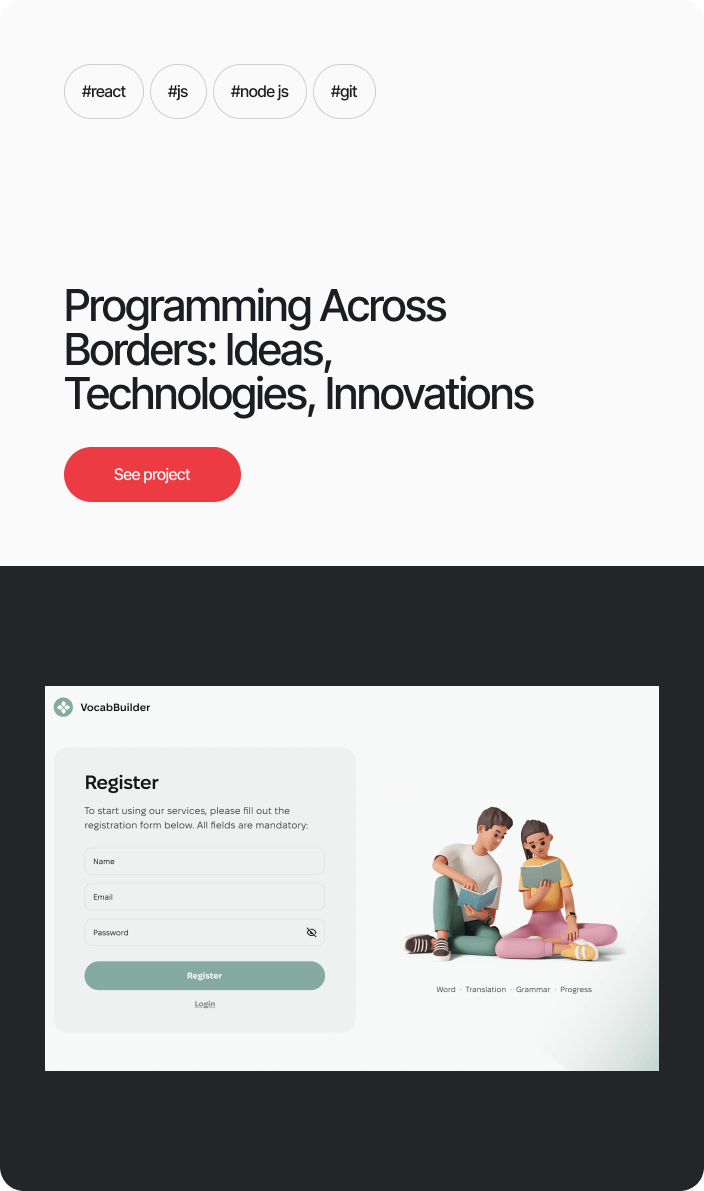 #react #js #node js #git
Programming Across
Borders: Ideas,
Technologies, Innovations
See project
VocabBuilder
Register
To start using our services, please fill out the
registration form below. All fields are mandatory:
Name
Email
Password
Register
Login
Word · Translation · Grammar · Progress